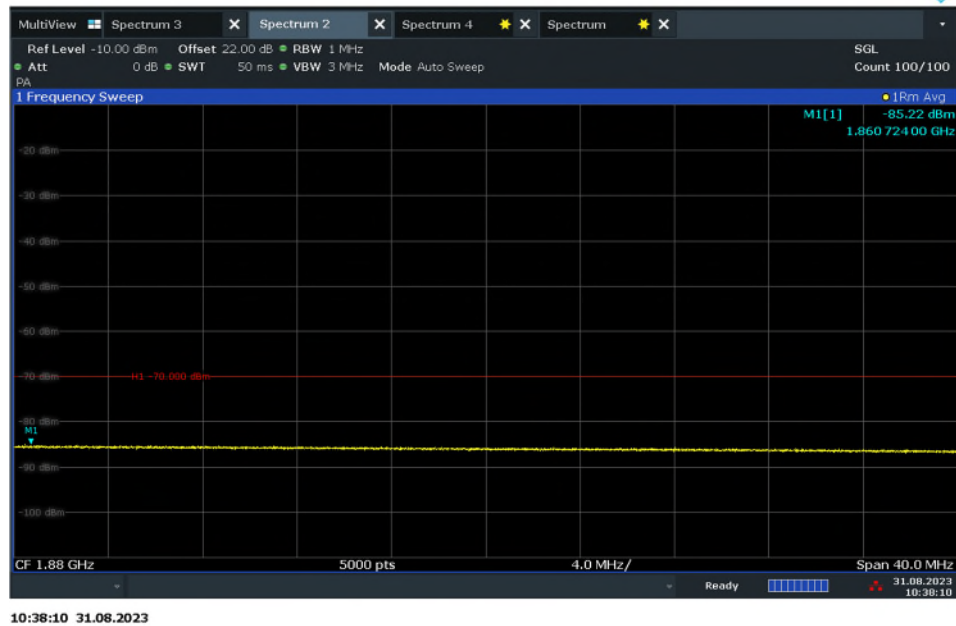 MultiView Spectrum 3 X Spectrum 2 X Spectrum 4 X Spectrum X
Ref Level -10.00 dBm Offset 22.00 dB RBW 1 MHz SGL
Att 0 dB SWT 50 ms VBW 3 MHz Mode Auto Sweep Count 100/100
PA
1 Frequency Sweep 1Rm Avg
M1[1] -85.22 dBm
1.860 724 00 GHz
-20 dBm
-30 dBm
-40 dBm
-50 dBm
-60 dBm
-70 dBm H1 -70.000 dBm
-80 dBm
M1
-90 dBm
-100 dBm
CF 1.88 GHz 5000 pts 4.0 MHz/ Span 40.0 MHz
Ready 31.08.2023
10:38:10
10:38:10 31.08.2023